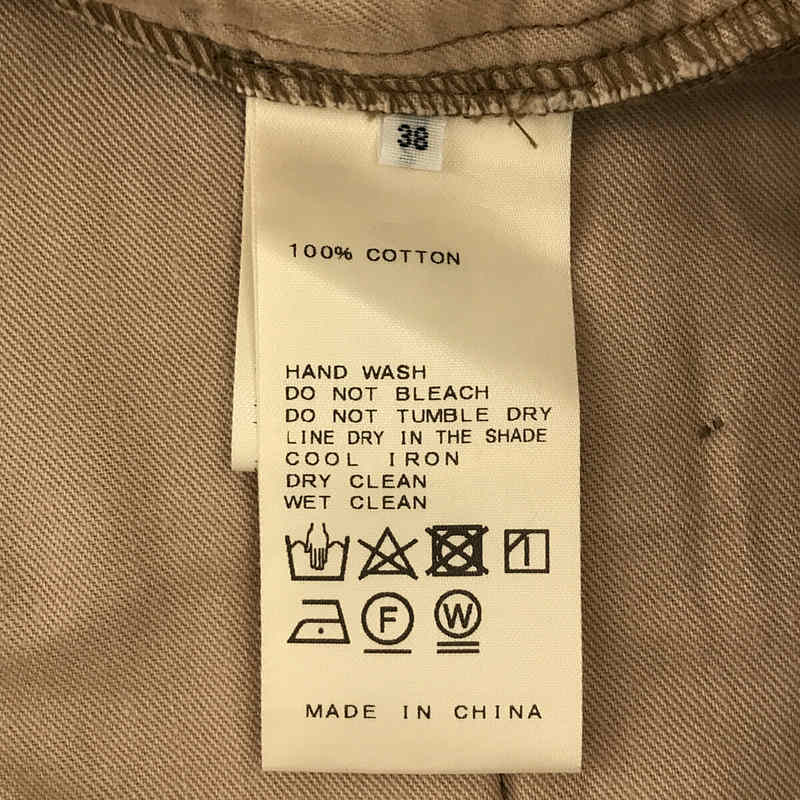 38
100% COTTON
HAND WASH
DO NOT BLEACH
DO NOT TUMBLE DRY
LINE DRY IN THE SHADE
COOL IRON
DRY CLEAN
WET CLEAN
F W
MADE IN CHINA